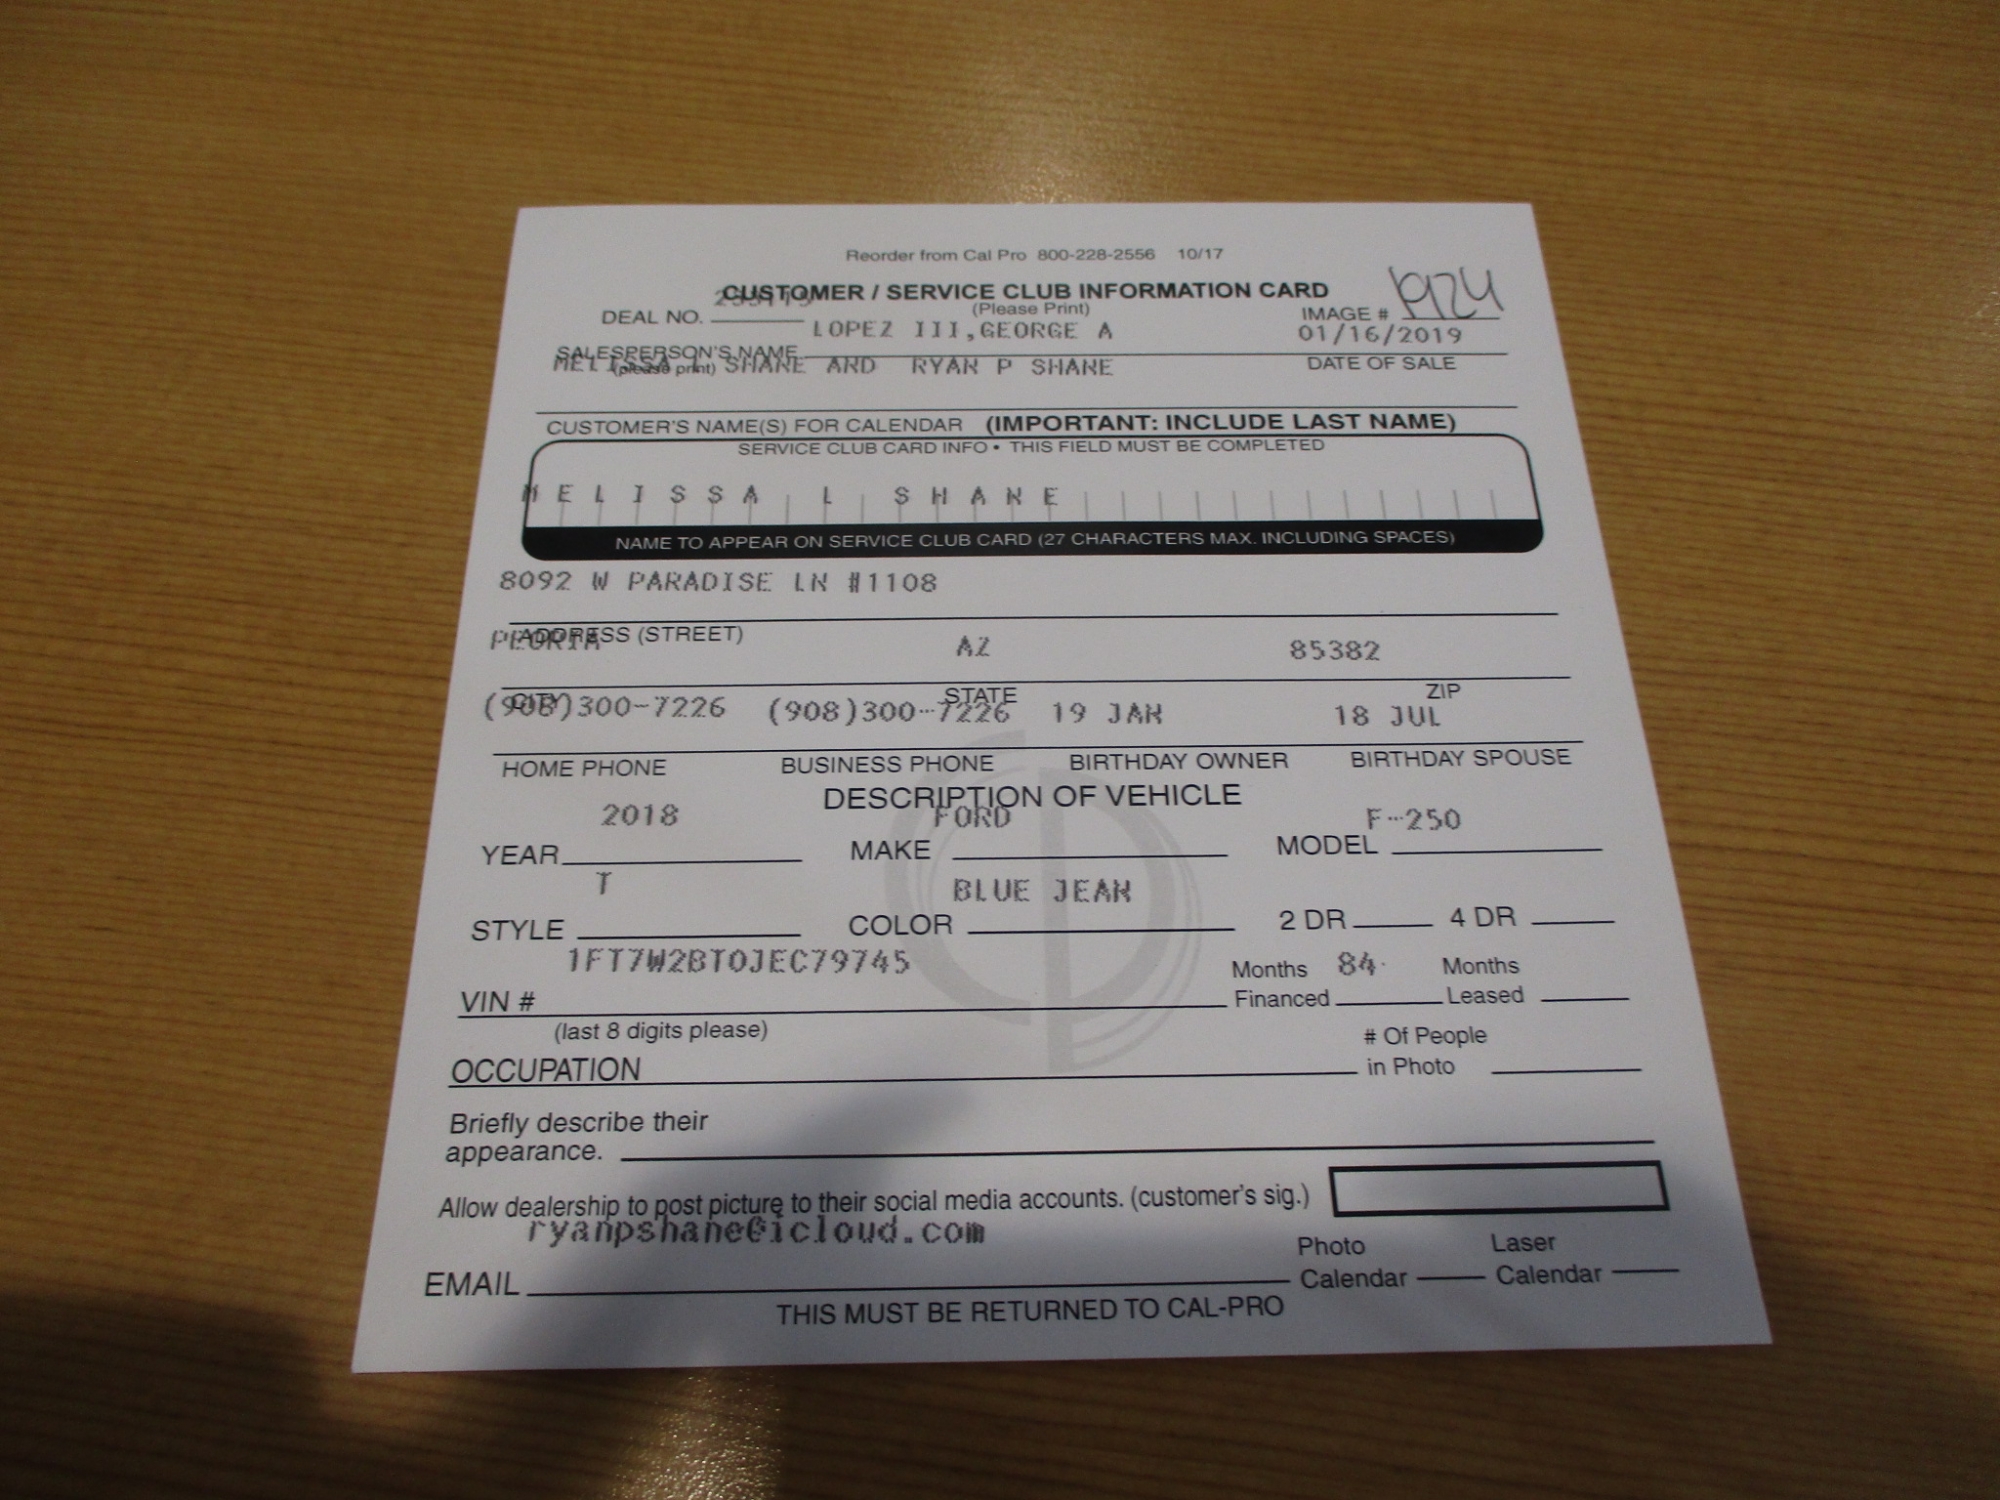 Reorder from Cal Pro 800-228-2556 10/17
CUSTOMER / SERVICE CLUB INFORMATION CARD
(Please Print)
DEAL NO.
IMAGE # 1924
LOPEZ III,GEORGE A 01/16/2019
SALESPERSON'S NAME
(please print)
DATE OF SALE
MELISSA L SHANE AND RYAN P SHANE
CUSTOMER'S NAME(S) FOR CALENDAR (IMPORTANT: INCLUDE LAST NAME)
SERVICE CLUB CARD INFO • THIS FIELD MUST BE COMPLETED
MELISSA L SHANE
NAME TO APPEAR ON SERVICE CLUB CARD (27 CHARACTERS MAX. INCLUDING SPACES)
8092 W PARADISE LN #1108
ADDRESS (STREET)
PEORIA AZ 85382
CITY STATE ZIP
(908)300-7226 (908)300-7226 19 JAN 18 JUL
HOME PHONE BUSINESS PHONE BIRTHDAY OWNER BIRTHDAY SPOUSE
DESCRIPTION OF VEHICLE
2018 FORD F-250
YEAR MAKE MODEL
T BLUE JEAN
STYLE COLOR 2 DR 4 DR
1FT7W2BT0JEC79745
VIN #
(last 8 digits please)
Months Financed 84
Months Leased
OCCUPATION
# Of People in Photo
Briefly describe their
appearance.
Allow dealership to post picture to their social media accounts. (customer's sig.)
ryanpshane@icloud.com
EMAIL
Photo Calendar
Laser Calendar
THIS MUST BE RETURNED TO CAL-PRO